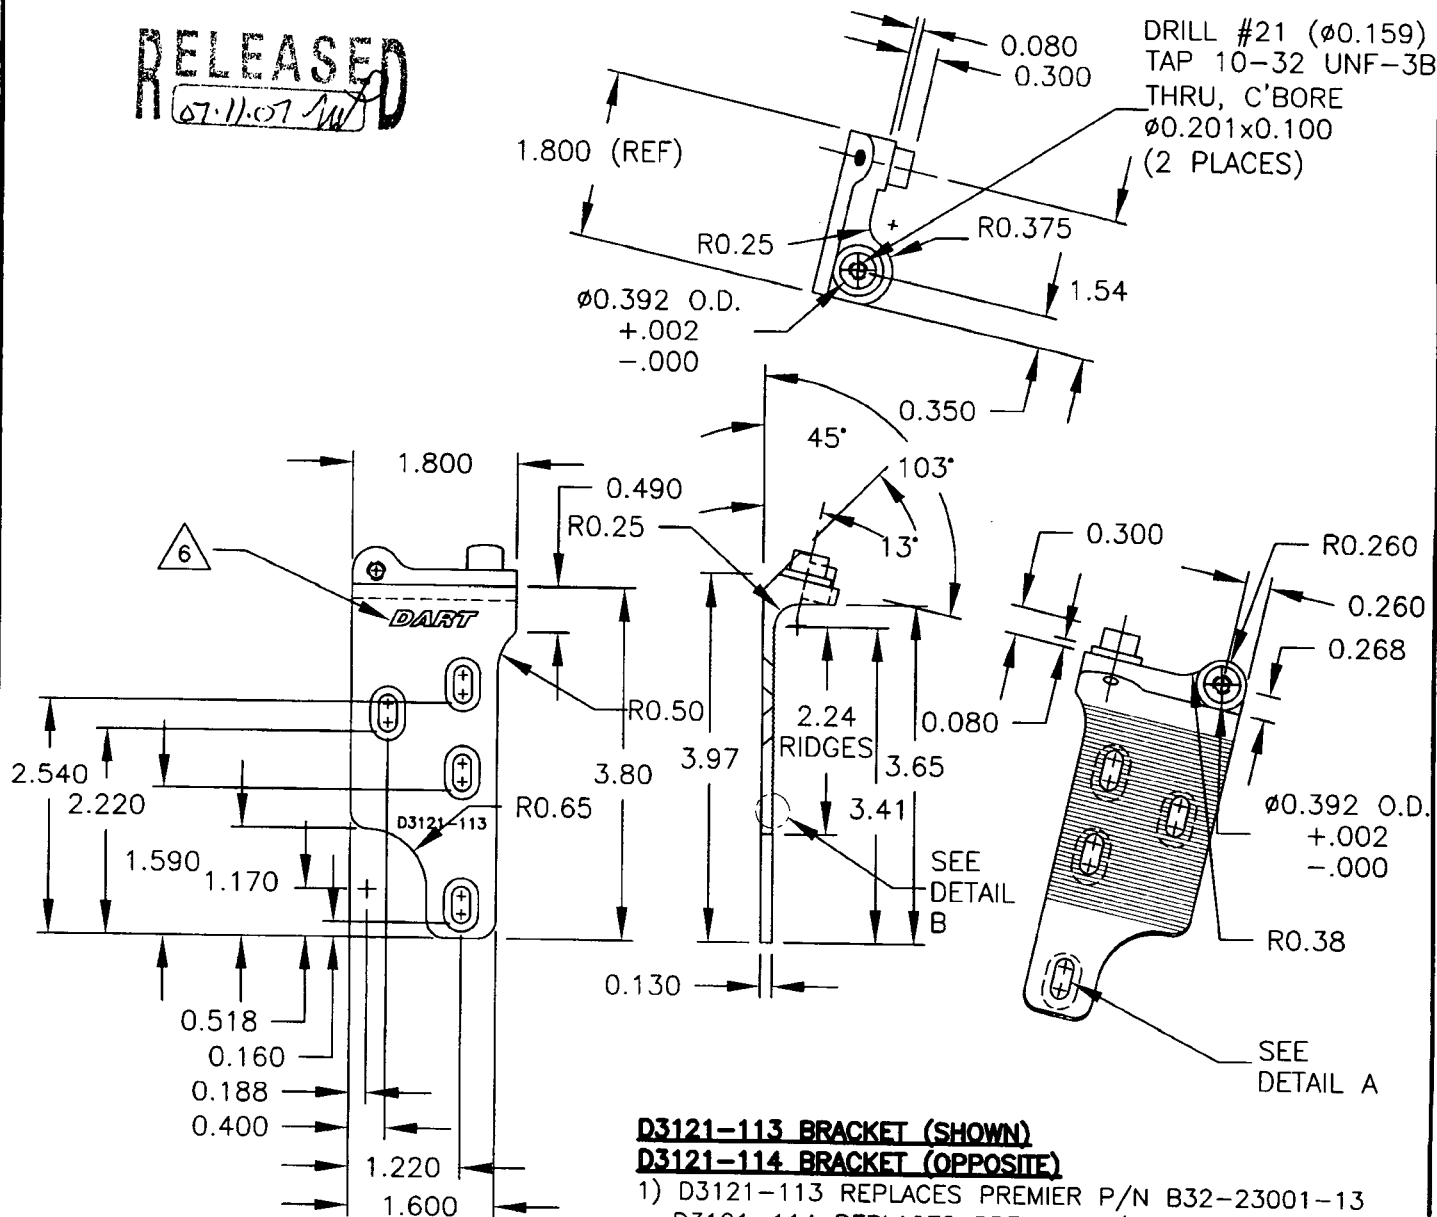 RELEASED
07.11.07
0.080
0.300
DRILL #21 (ø0.159)
TAP 10-32 UNF-3B
THRU, C'BORE
ø0.201x0.100
(2 PLACES)
1.800 (REF)
R0.25
R0.375
1.54
ø0.392 O.D.
+.002
-.000
0.350
45°
103°
13°
1.800
0.490
R0.25
6
DART
0.300
R0.260
0.260
0.268
R0.50
2.24
RIDGES
0.080
2.540
2.220
3.80
3.97
3.65
3.41
R0.65
D3121-113
1.590
1.170
ø0.392 O.D.
+.002
-.000
SEE
DETAIL
B
R0.38
0.130
0.518
0.160
0.188
0.400
1.220
1.600
SEE
DETAIL A
D3121-113 BRACKET (SHOWN)
D3121-114 BRACKET (OPPOSITE)
1) D3121-113 REPLACES PREMIER P/N B32-23001-13